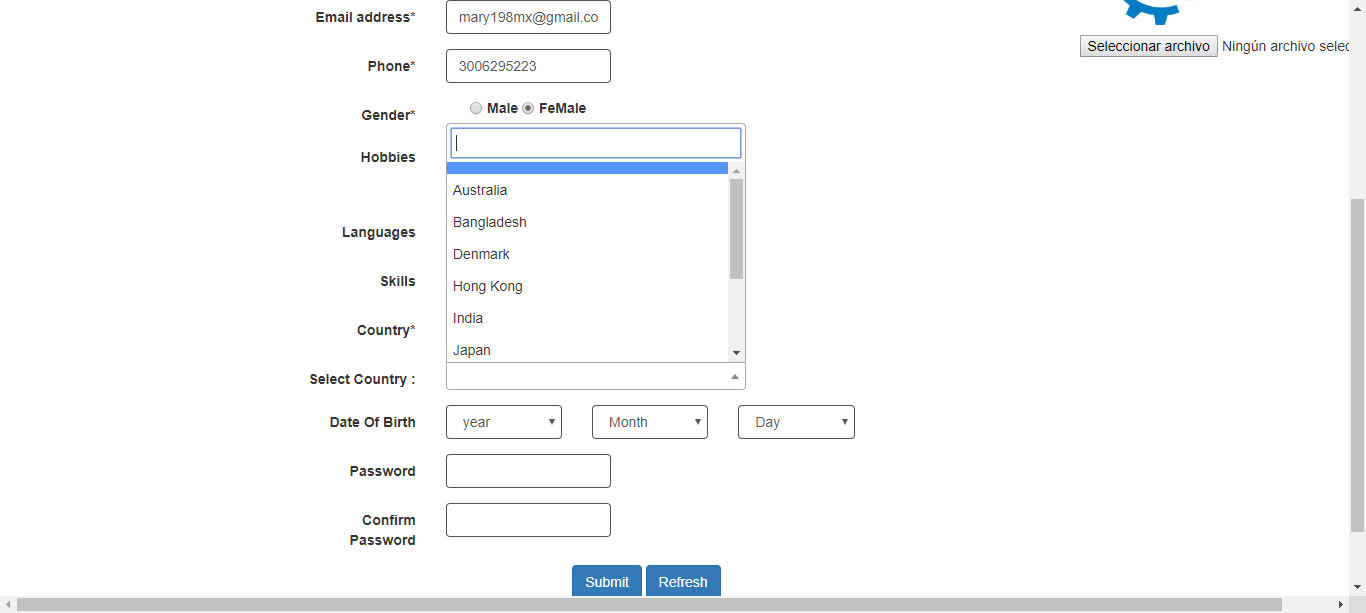 Email address*
mary198mx@gmail.co
Seleccionar archivo Ningún archivo selec
Phone*
3006295223
Gender*
Male FeMale
Hobbies
Australia
Bangladesh
Languages
Denmark
Skills
Hong Kong
India
Country*
Japan
Select Country :
Date Of Birth
year Month Day
Password
Confirm
Password
Submit Refresh